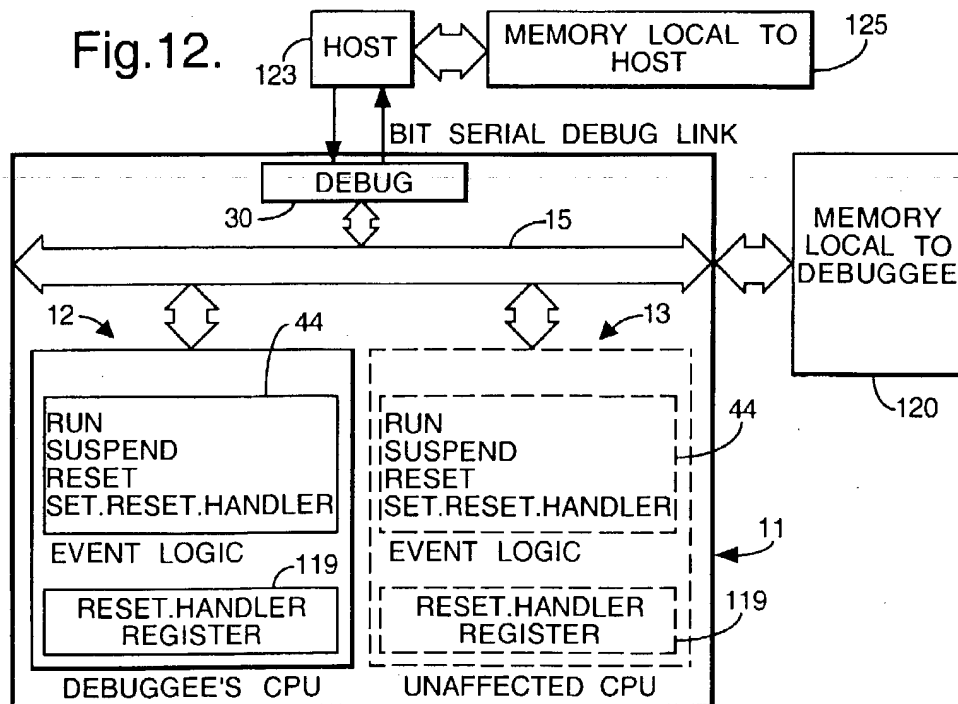 Fig.12.
123
HOST
MEMORY LOCAL TO
HOST
125
BIT SERIAL DEBUG LINK
DEBUG
30
15
MEMORY
LOCAL TO
DEBUGGEE
120
12
44
13
RUN
SUSPEND
RESET
SET.RESET.HANDLER
EVENT LOGIC
119
RESET.HANDLER
REGISTER
DEBUGGEE'S CPU
44
RUN
SUSPEND
RESET
SET.RESET.HANDLER
EVENT LOGIC
11
RESET.HANDLER
REGISTER
119
UNAFFECTED CPU